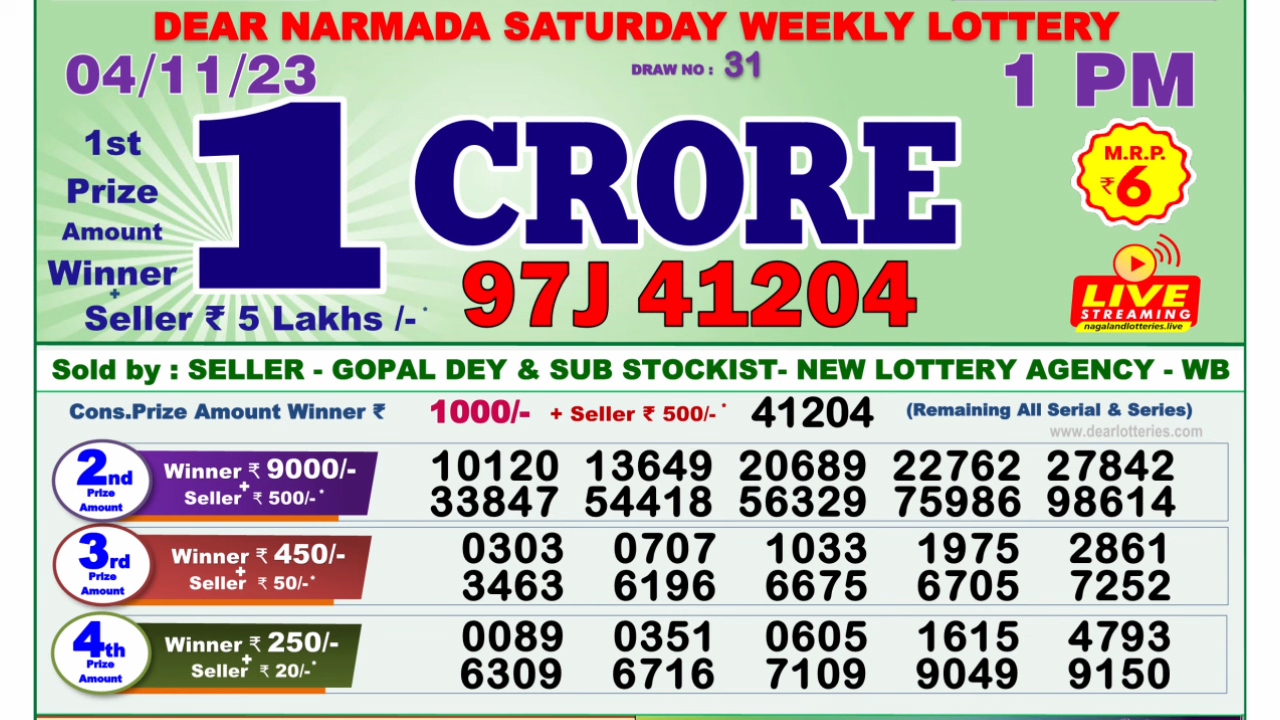 DEAR NARMADA SATURDAY WEEKLY LOTTERY
04/11/23
DRAW NO : 31
1 PM
1st
Prize
Amount
Winner
+
Seller ₹ 5 Lakhs /-*
1 CRORE
97J 41204
M.R.P.
₹6
LIVE
STREAMING
nagalandlotteries.live
Sold by : SELLER - GOPAL DEY & SUB STOCKIST- NEW LOTTERY AGENCY - WB
Cons.Prize Amount Winner ₹ 1000/- + Seller ₹ 500/-* 41204 (Remaining All Serial & Series)
www.dearlotteries.com
2nd
Prize
Amount
Winner ₹ 9000/-
+
Seller ₹ 500/-*
10120 13649 20689 22762 27842
33847 54418 56329 75986 98614
3rd
Prize
Amount
Winner ₹ 450/-
+
Seller ₹ 50/-*
0303 0707 1033 1975 2861
3463 6196 6675 6705 7252
4th
Prize
Amount
Winner ₹ 250/-
+
Seller ₹ 20/-*
0089 0351 0605 1615 4793
6309 6716 7109 9049 9150